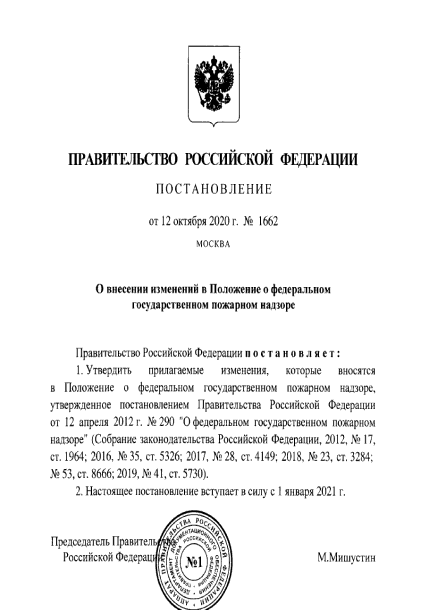 ПРАВИТЕЛЬСТВО РОССИЙСКОЙ ФЕДЕРАЦИИ
ПОСТАНОВЛЕНИЕ
от 12 октября 2020 г. № 1662
МОСКВА
О внесении изменений в Положение о федеральном
государственном пожарном надзоре
Правительство Российской Федерации постановляет:
1. Утвердить прилагаемые изменения, которые вносятся
в Положение о федеральном государственном пожарном надзоре,
утвержденное постановлением Правительства Российской Федерации
от 12 апреля 2012 г. № 290 "О федеральном государственном пожарном
надзоре" (Собрание законодательства Российской Федерации, 2012, № 17,
ст. 1964; 2016, № 35, ст. 5326; 2017, № 28, ст. 4149; 2018, № 23, ст. 3284;
№ 53, ст. 8666; 2019, № 41, ст. 5730).
2. Настоящее постановление вступает в силу с 1 января 2021 г.
Председатель Правительства
Российской Федерации
М.Мишустин
АППАРАТ ПРАВИТЕЛЬСТВА РОССИЙСКОЙ ФЕДЕРАЦИИ
№1